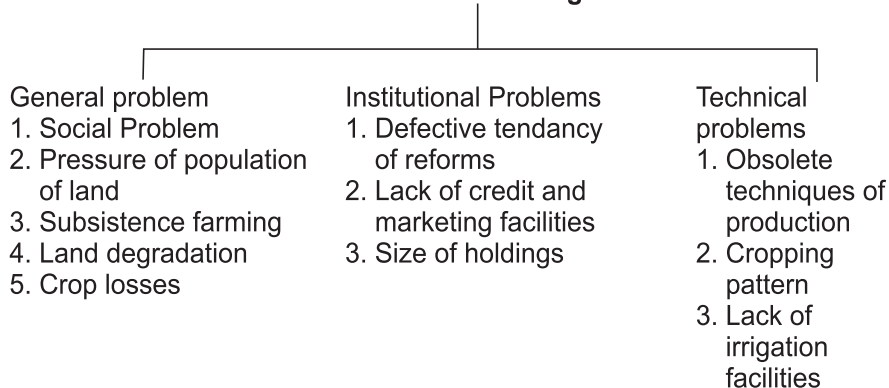 General problem
1. Social Problem
2. Pressure of population
of land
3. Subsistence farming
4. Land degradation
5. Crop losses
Institutional Problems
1. Defective tendancy
of reforms
2. Lack of credit and
marketing facilities
3. Size of holdings
Technical
problems
1. Obsolete
techniques of
production
2. Cropping
pattern
3. Lack of
irrigation
facilities